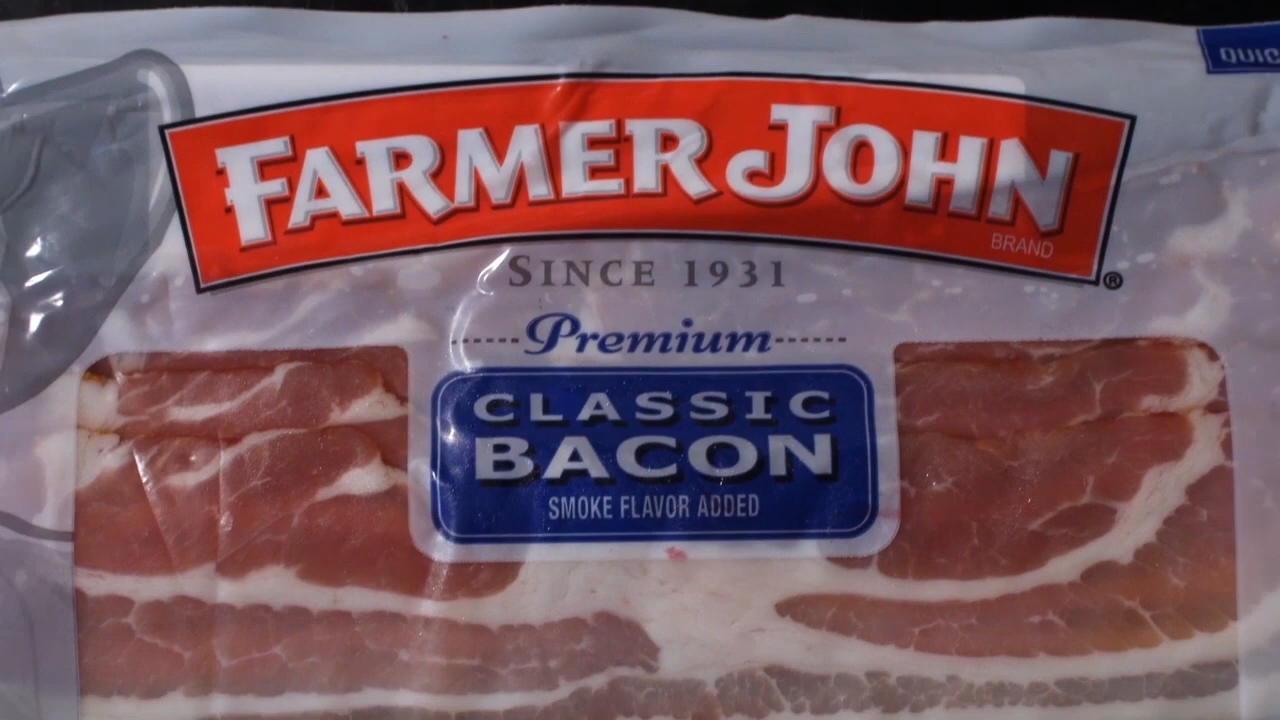 FARMER JOHN
BRAND
®
SINCE 1931
Premium
CLASSIC
BACON
SMOKE FLAVOR ADDED